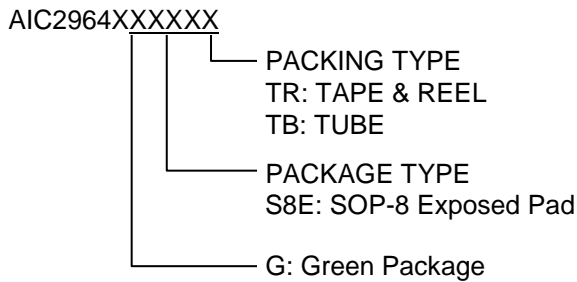 AIC2964XXXXXX
PACKING TYPE
TR: TAPE & REEL
TB: TUBE
PACKAGE TYPE
S8E: SOP-8 Exposed Pad
G: Green Package